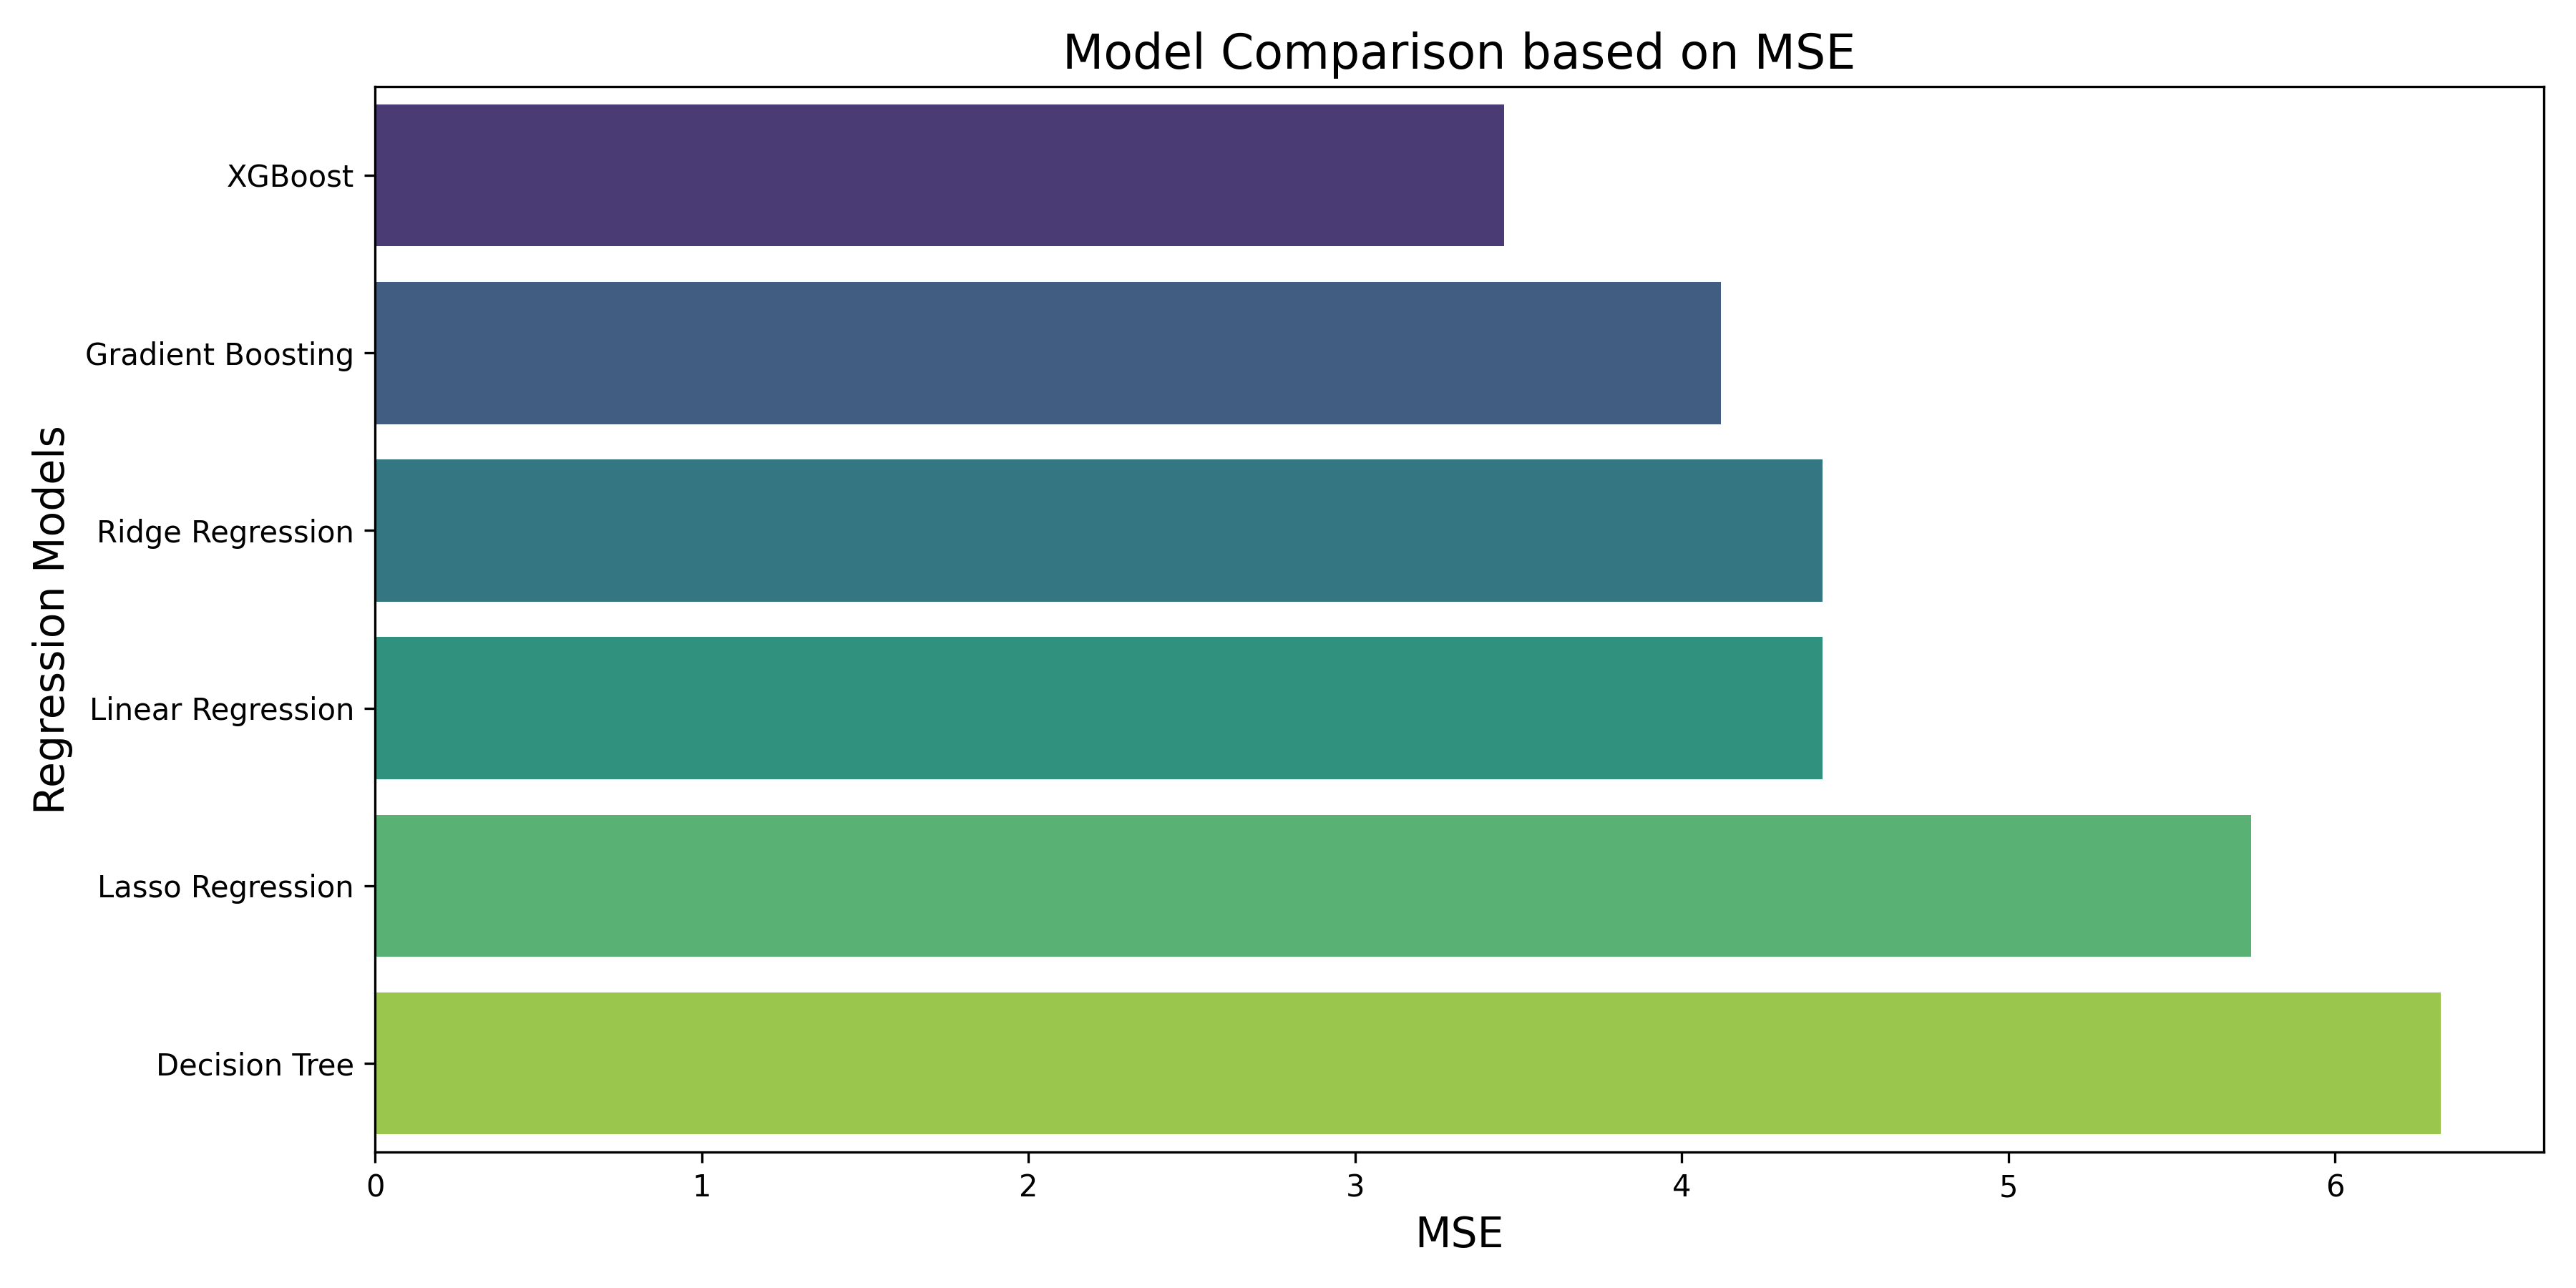 Model Comparison based on MSE
Regression Models
XGBoost
Gradient Boosting
Ridge Regression
Linear Regression
Lasso Regression
Decision Tree
0 1 2 3 4 5 6
MSE